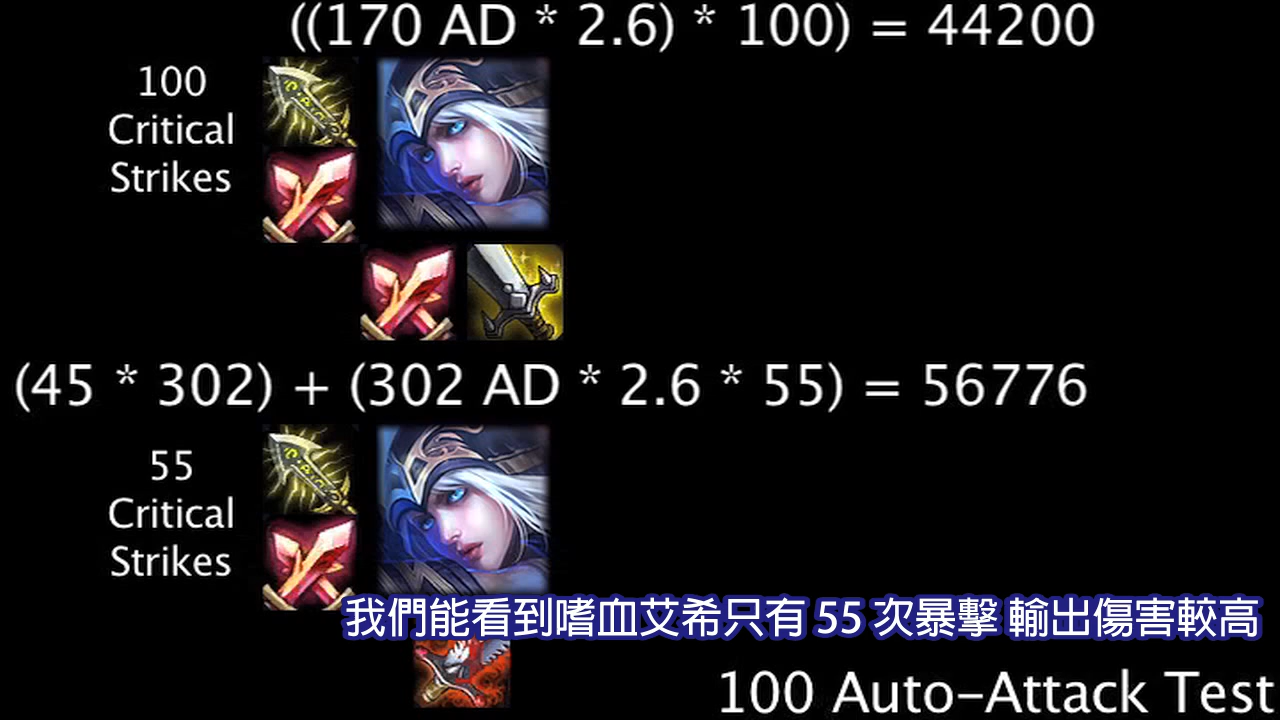 ((170 AD * 2.6) * 100) = 44200
100
Critical
Strikes
(45 * 302) + (302 AD * 2.6 * 55) = 56776
55
Critical
Strikes
我們能看到嗜血艾希只有 55 次暴擊 輸出傷害較高
100 Auto-Attack Test